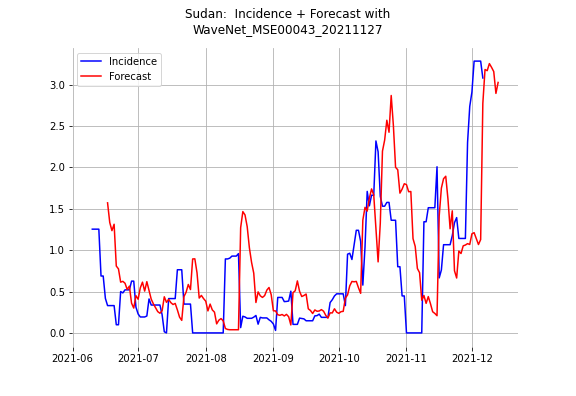 Sudan:  Incidence + Forecast with
WaveNet_MSE00043_20211127
Incidence
Forecast
3.0
2.5
2.0
1.5
1.0
0.5
0.0
2021-06 2021-07 2021-08 2021-09 2021-10 2021-11 2021-12